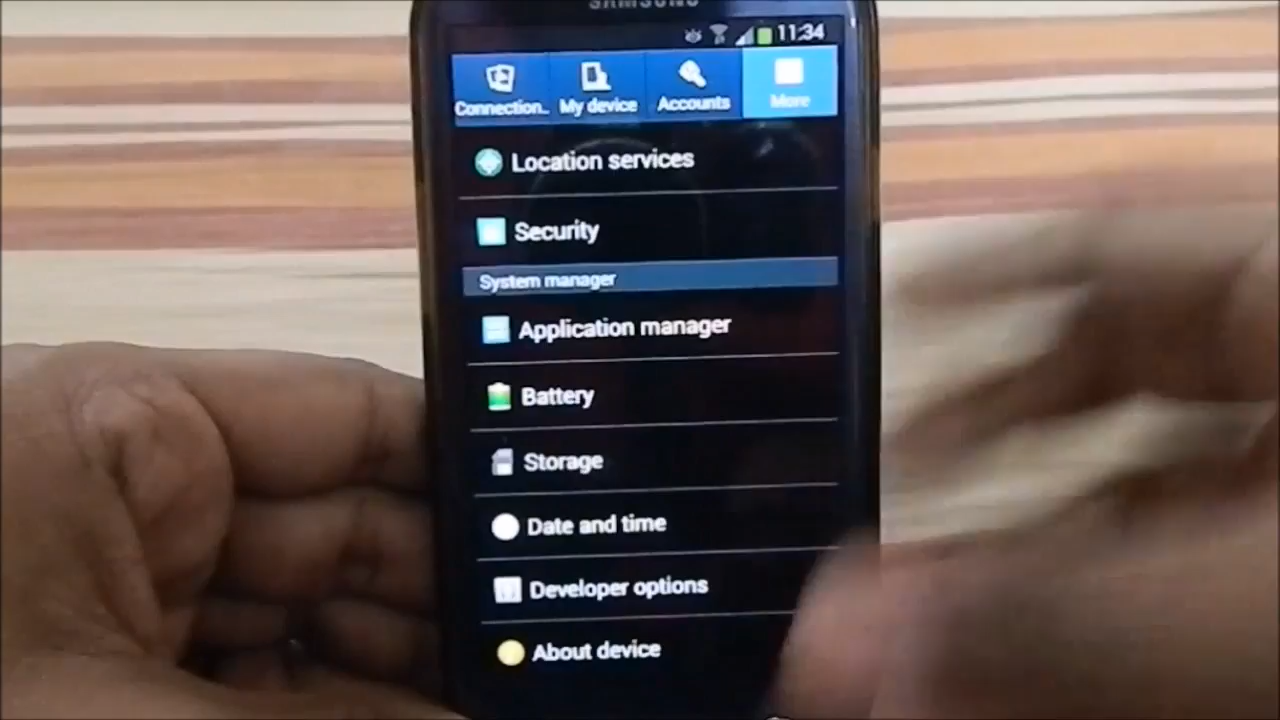 SAMSUNG
11:34
Connection..
My device
Accounts
More
Location services
Security
System manager
Application manager
Battery
Storage
Date and time
Developer options
About device